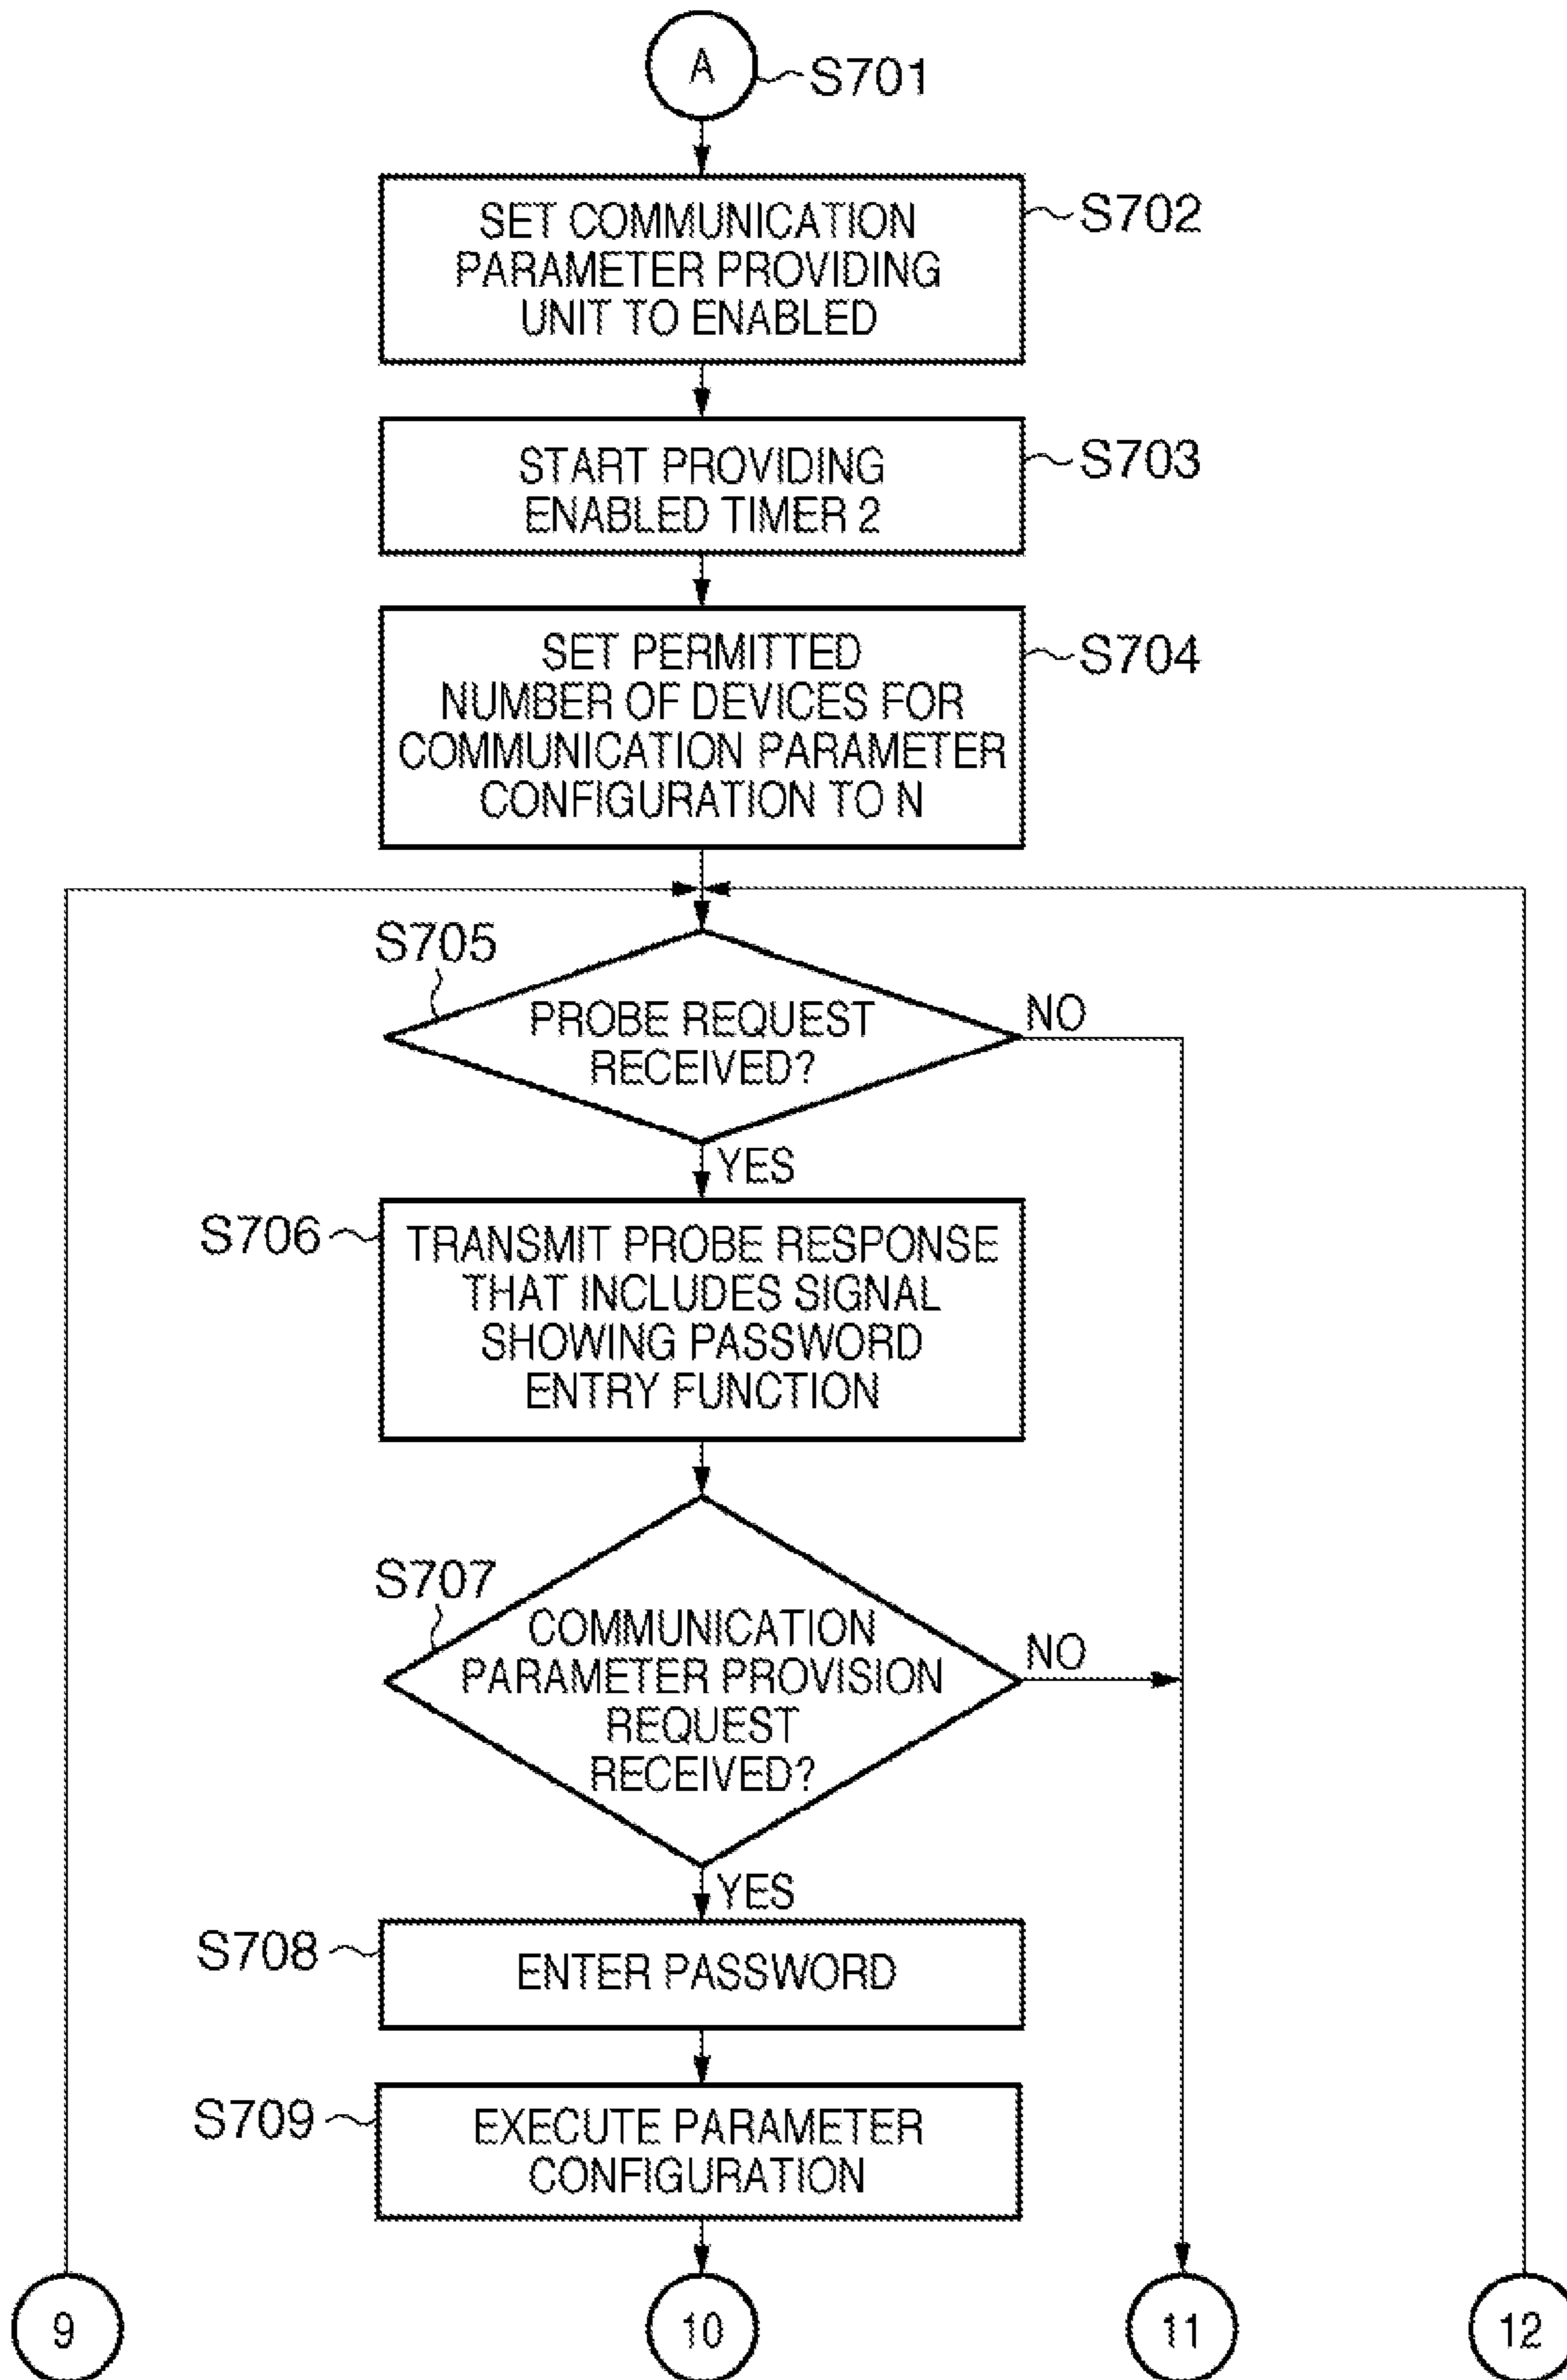 A
S701
SET COMMUNICATION
PARAMETER PROVIDING
UNIT TO ENABLED
S702
START PROVIDING
ENABLED TIMER 2
S703
SET PERMITTED
NUMBER OF DEVICES FOR
COMMUNICATION PARAMETER
CONFIGURATION TO N
S704
S705
PROBE REQUEST
RECEIVED?
NO
YES
S706
TRANSMIT PROBE RESPONSE
THAT INCLUDES SIGNAL
SHOWING PASSWORD
ENTRY FUNCTION
S707
COMMUNICATION
PARAMETER PROVISION
REQUEST
RECEIVED?
NO
YES
S708
ENTER PASSWORD
S709
EXECUTE PARAMETER
CONFIGURATION
9
10
11
12